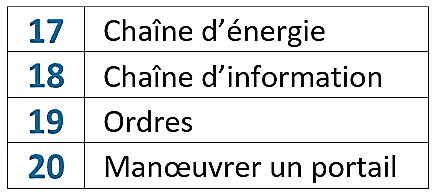 17 Chaîne d’énergie
18 Chaîne d’information
19 Ordres
20 Manœuvrer un portail